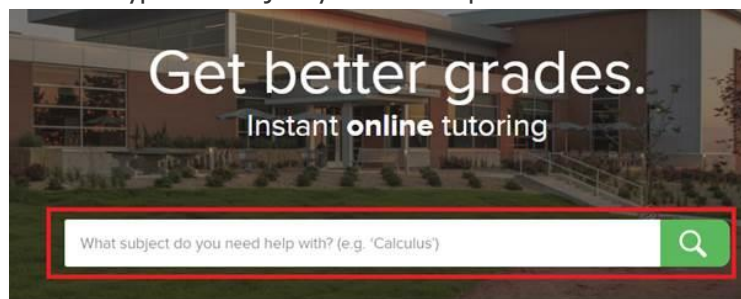 Get better grades.
Instant online tutoring
What subject do you need help with? (e.g. 'Calculus')